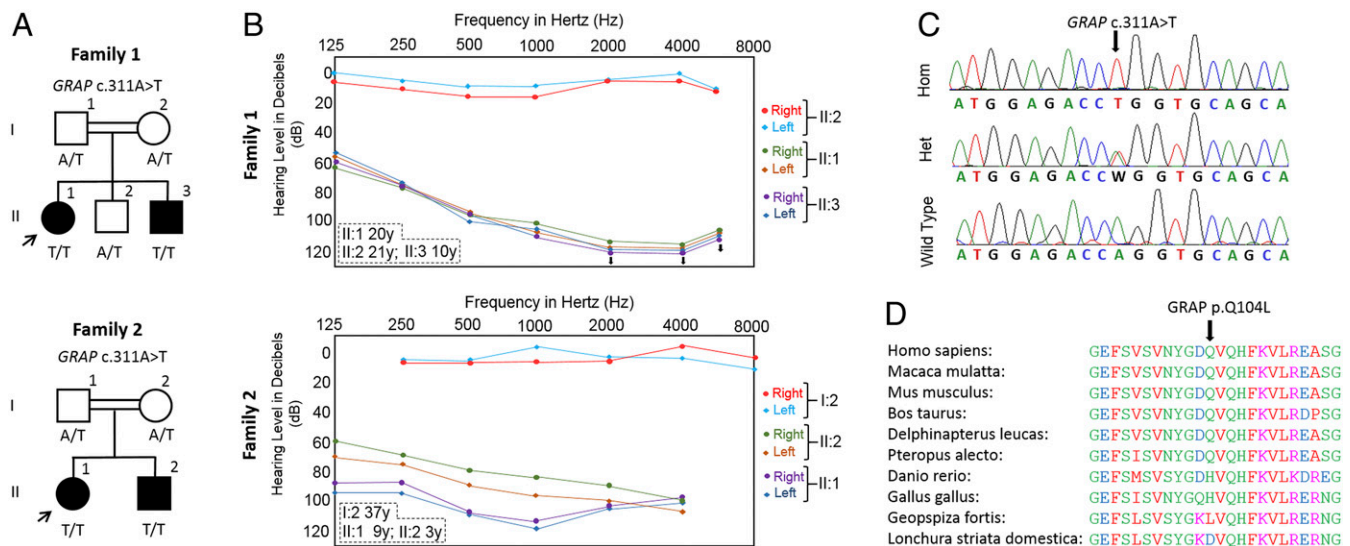 A
Family 1
GRAP c.311A>T
1 2
I
A/T A/T
1 2 3
II
T/T A/T T/T
Family 2
GRAP c.311A>T
1 2
I
A/T A/T
1 2
II
T/T T/T
B
Frequency in Hertz (Hz)
125 250 500 1000 2000 4000 8000
Family 1
Hearing Level in Decibels
(dB)
0
20
40
60
80
100
120
II:1 20y
II:2 21y; II:3 10y
Right
Left
II:2
Right
Left
II:1
Right
Left
II:3
Frequency in Hertz (Hz)
125 250 500 1000 2000 4000 8000
Family 2
Hearing Level in Decibels
(dB)
0
20
40
60
80
100
120
I:2 37y
II:1 9y; II:2 3y
Right
Left
I:2
Right
Left
II:2
Right
Left
II:1
C
GRAP c.311A>T
Hom
A T G G A G A C C T G G T G C A G C A
Het
A T G G A G A C C W G G T G C A G C A
Wild Type
A T G G A G A C C A G G T G C A G C A
D
GRAP p.Q104L
Homo sapiens: GEFSVSVNYGDQVQHFKVLREASG
Macaca mulatta: GEFSVSVNYGDQVQHFKVLREASG
Mus musculus: GEFSVSVNYGDQVQHFKVLREASG
Bos taurus: GEFSVSVNYGDQVQHFKVLRDPSG
Delphinapterus leucas: GEFSVSVNYGDQVQHFKVLREASG
Pteropus alecto: GEFSISVNYGDQVQHFKVLREASG
Danio rerio: GEFSMSVSYGDHVQHFKVLKDREG
Gallus gallus: GEFSISVNYGQHVQHFKVLRERNG
Geopspiza fortis: GEFSLSVSYGKLVQHFKVLRERNG
Lonchura striata domestica: GEFSLSVSYGKDVQHFKVLRERNG